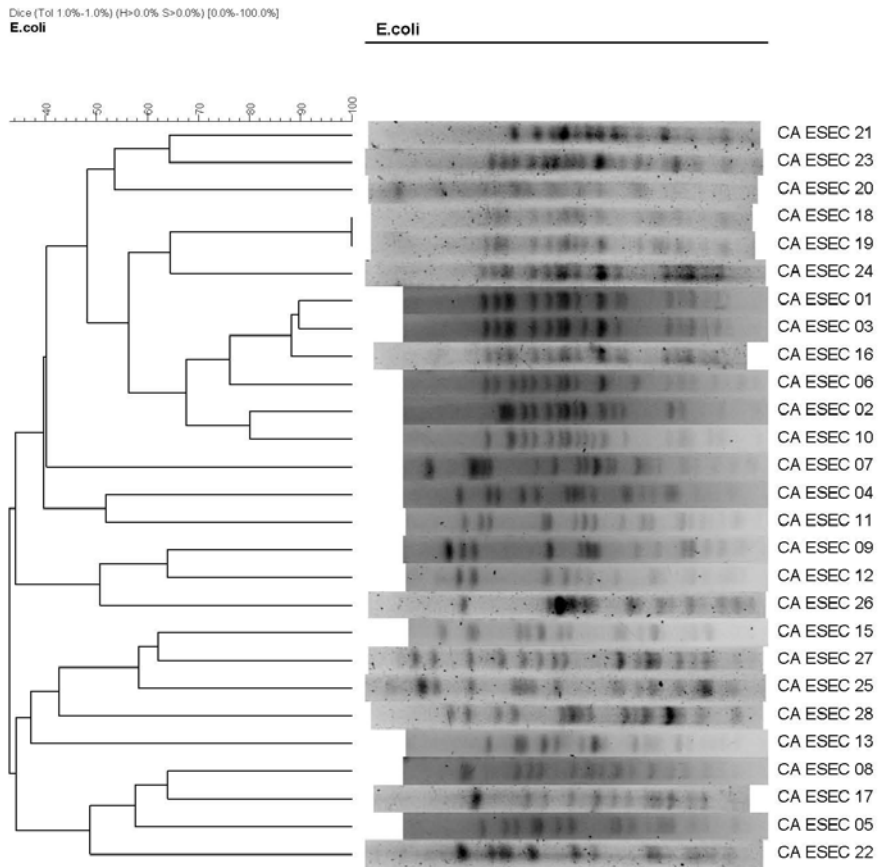 Dice (Tol 1.0%-1.0%) (H>0.0% S>0.0%) [0.0%-100.0%]
E.coli
E.coli
40 50 60 70 80 90 100
CA ESEC 21
CA ESEC 23
CA ESEC 20
CA ESEC 18
CA ESEC 19
CA ESEC 24
CA ESEC 01
CA ESEC 03
CA ESEC 16
CA ESEC 06
CA ESEC 02
CA ESEC 10
CA ESEC 07
CA ESEC 04
CA ESEC 11
CA ESEC 09
CA ESEC 12
CA ESEC 26
CA ESEC 15
CA ESEC 27
CA ESEC 25
CA ESEC 28
CA ESEC 13
CA ESEC 08
CA ESEC 17
CA ESEC 05
CA ESEC 22